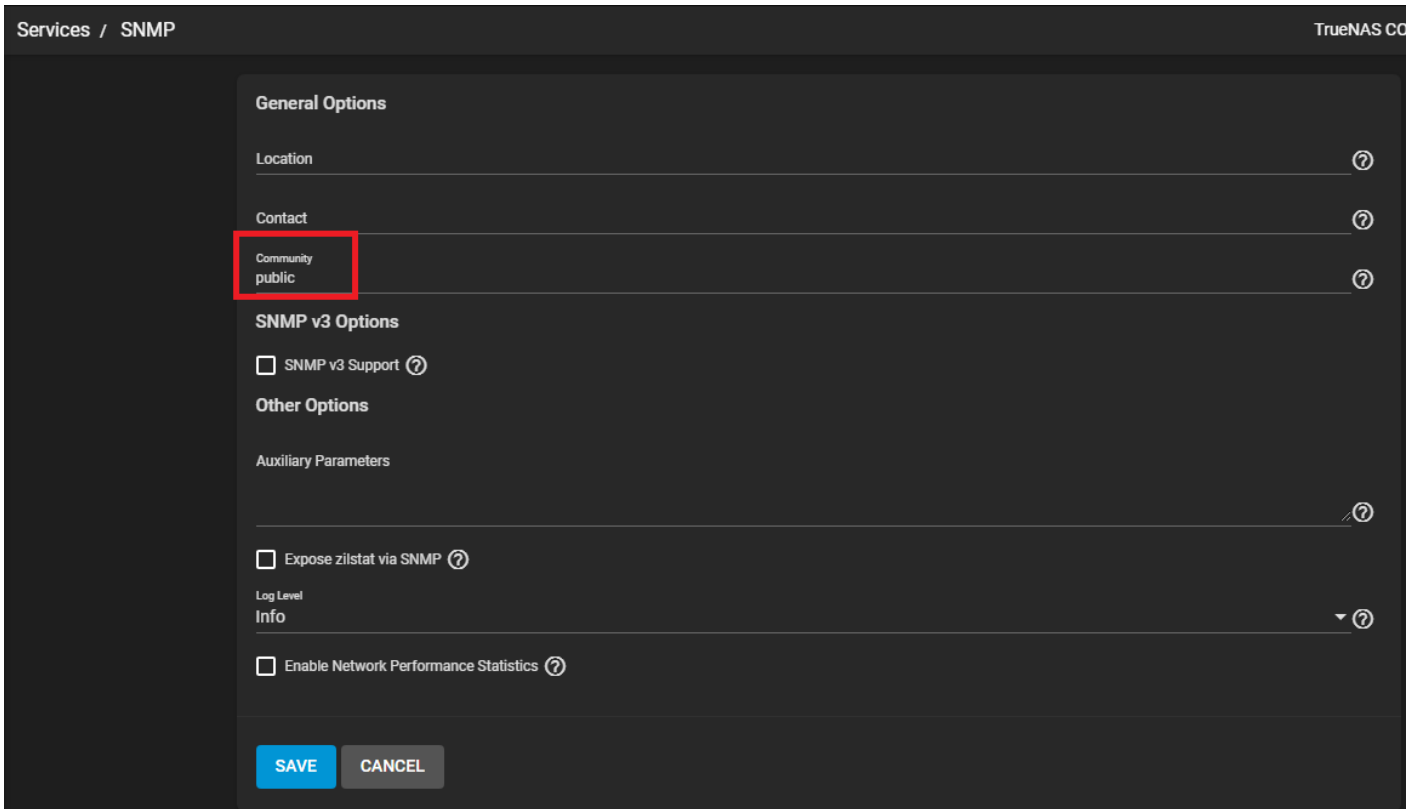 Services / SNMP
TrueNAS CO
General Options
Location
Contact
Community
public
SNMP v3 Options
SNMP v3 Support
Other Options
Auxiliary Parameters
Expose zilstat via SNMP
Log Level
Info
Enable Network Performance Statistics
SAVE CANCEL